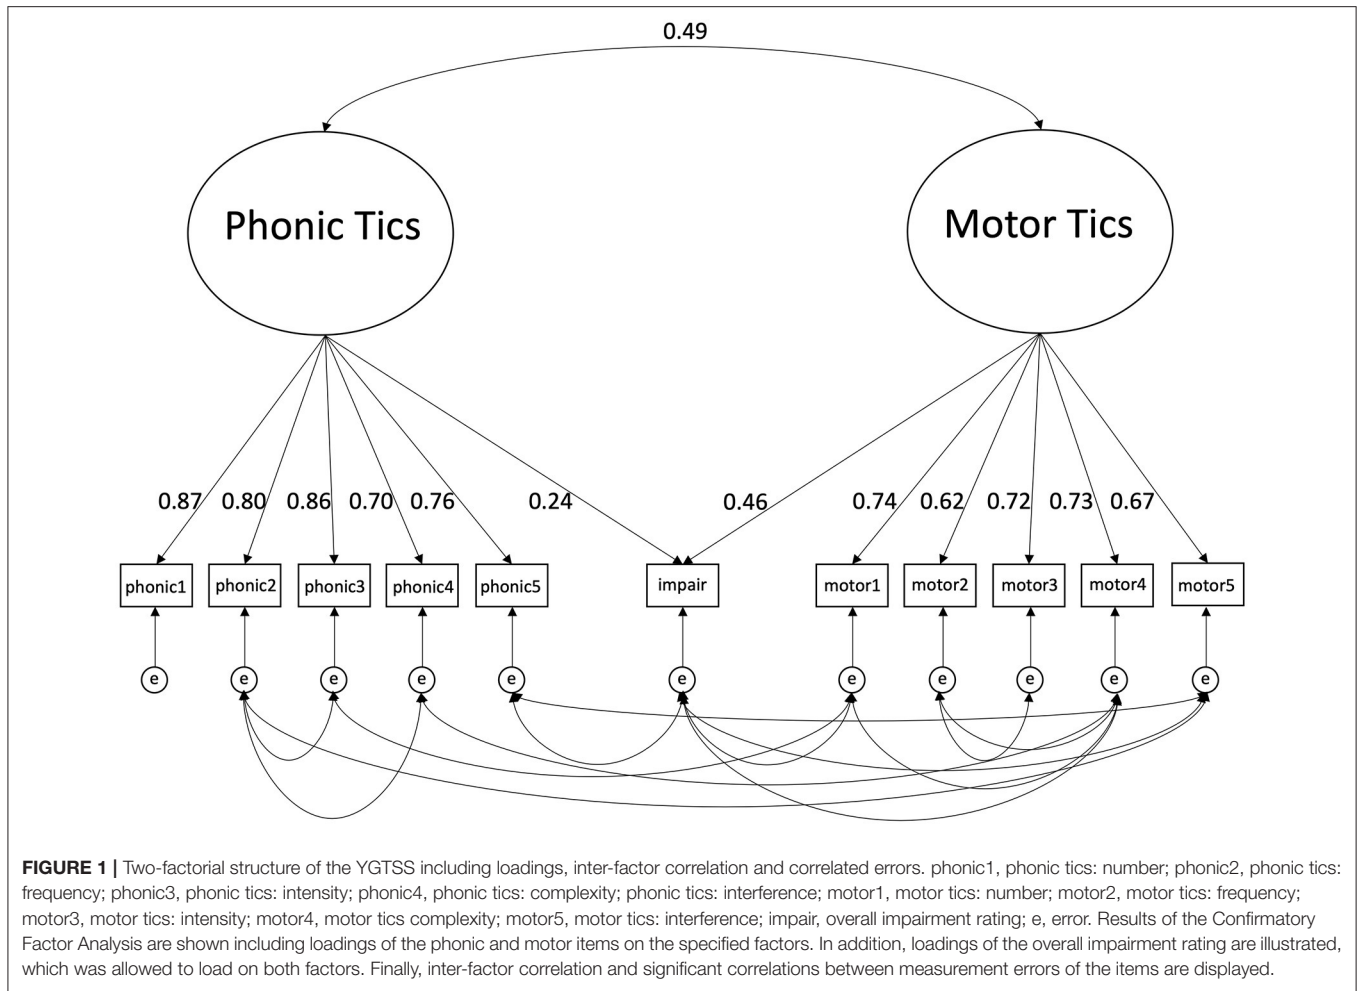 0.49
Phonic Tics
Motor Tics
0.87 0.80 0.86 0.70 0.76 0.24 0.46 0.74 0.62 0.72 0.73 0.67
phonic1 phonic2 phonic3 phonic4 phonic5 impair motor1 motor2 motor3 motor4 motor5
e e e e e e e e e e e
FIGURE 1 | Two-factorial structure of the YGTSS including loadings, inter-factor correlation and correlated errors. phonic1, phonic tics: number; phonic2, phonic tics:
frequency; phonic3, phonic tics: intensity; phonic4, phonic tics: complexity; phonic tics: interference; motor1, motor tics: number; motor2, motor tics: frequency;
motor3, motor tics: intensity; motor4, motor tics complexity; motor5, motor tics: interference; impair, overall impairment rating; e, error. Results of the Confirmatory
Factor Analysis are shown including loadings of the phonic and motor items on the specified factors. In addition, loadings of the overall impairment rating are illustrated,
which was allowed to load on both factors. Finally, inter-factor correlation and significant correlations between measurement errors of the items are displayed.